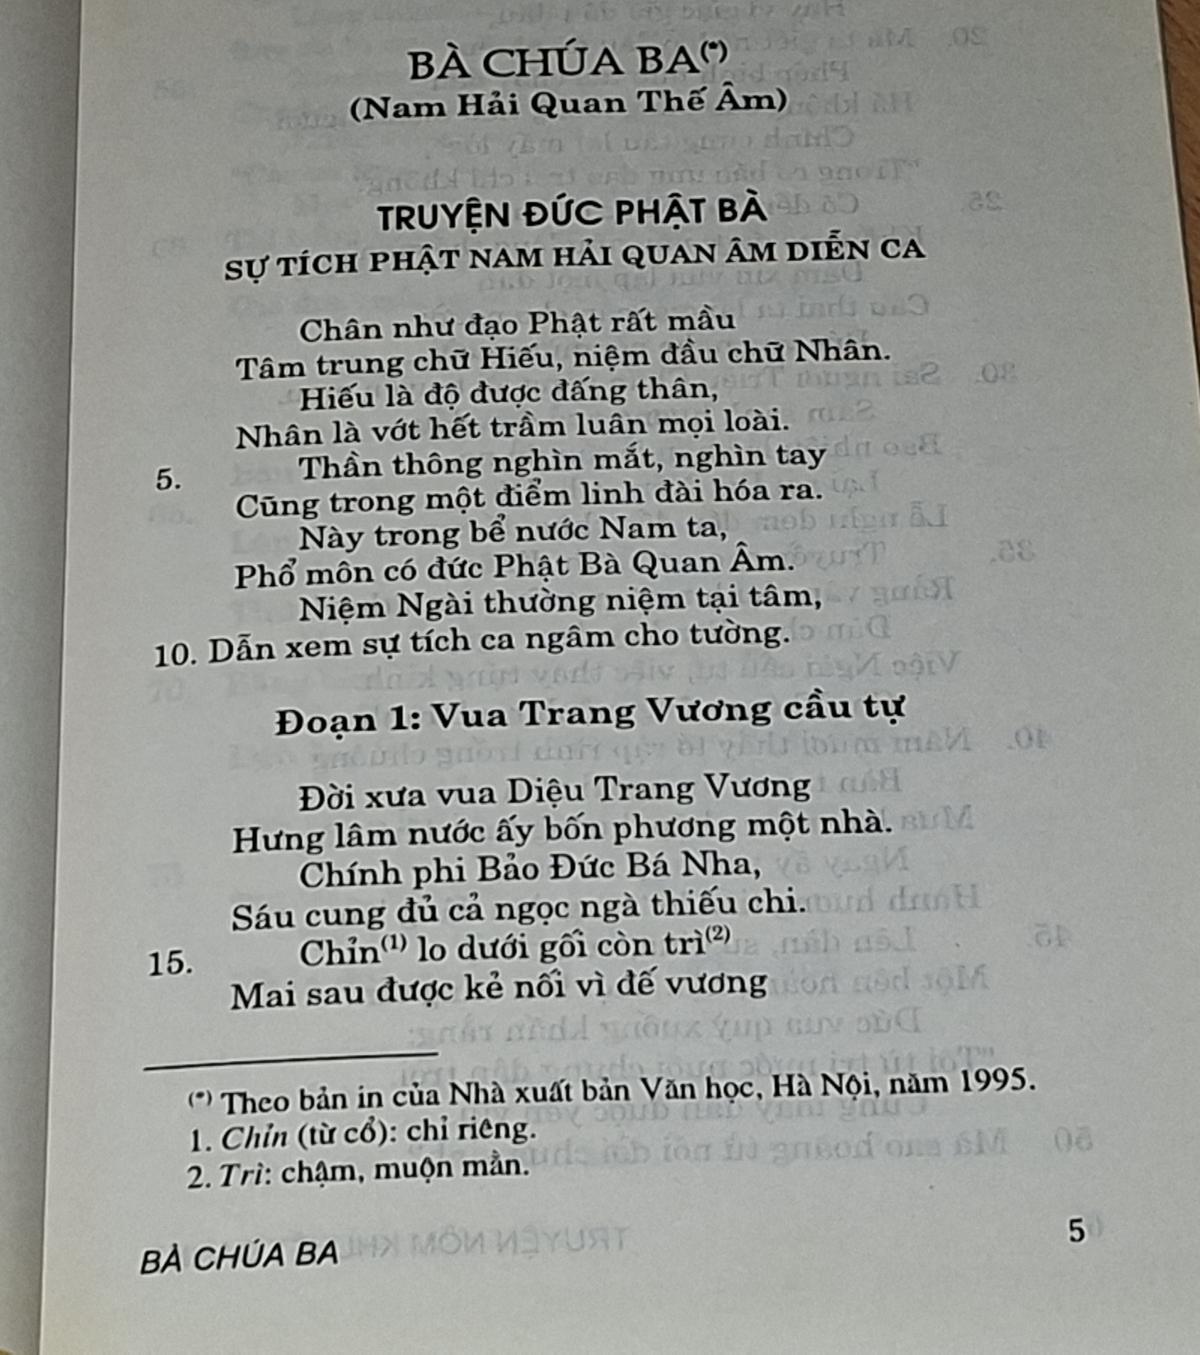 BÀ CHÚA BA(*)
(Nam Hải Quan Thế Âm)
TRUYỆN ĐỨC PHẬT BÀ
SỰ TÍCH PHẬT NAM HẢI QUAN ÂM DIỄN CA
Chân như đạo Phật rất mầu
Tâm trung chữ Hiếu, niệm đầu chữ Nhân.
Hiếu là độ được đấng thân,
Nhân là vớt hết trầm luân mọi loài.
5. Thần thông nghìn mắt, nghìn tay
Cũng trong một điểm linh đài hóa ra.
Này trong bể nước Nam ta,
Phổ môn có đức Phật Bà Quan Âm.
Niệm Ngài thường niệm tại tâm,
10. Dẫn xem sự tích ca ngâm cho tường.
Đoạn 1: Vua Trang Vương cầu tự
Đời xưa vua Diệu Trang Vương
Hưng lâm nước ấy bốn phương một nhà.
Chính phi Bảo Đức Bá Nha,
Sáu cung đủ cả ngọc ngà thiếu chi.
15. Chỉn(1) lo dưới gối còn trì(2)
Mai sau được kẻ nối vì đế vương
(*) Theo bản in của Nhà xuất bản Văn học, Hà Nội, năm 1995.
1. Chỉn (từ cổ): chỉ riêng.
2. Trì: chậm, muộn mằn.
BÀ CHÚA BA 5